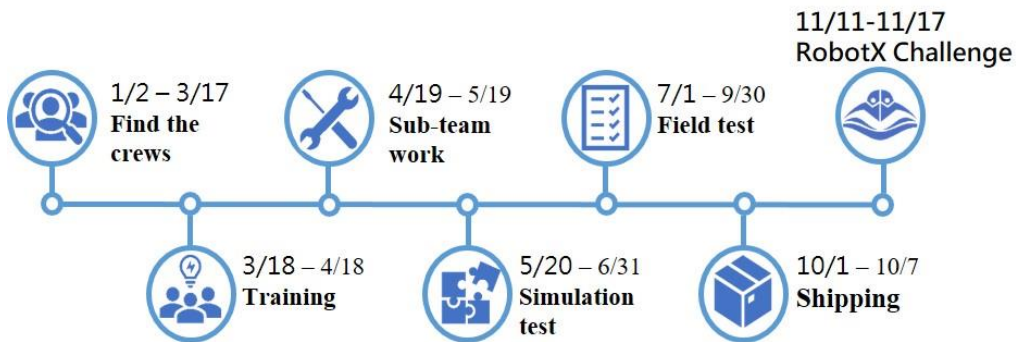 1/2 – 3/17
Find the
crews
3/18 – 4/18
Training
4/19 – 5/19
Sub-team
work
5/20 – 6/31
Simulation
test
7/1 – 9/30
Field test
10/1 – 10/7
Shipping
11/11-11/17
RobotX Challenge